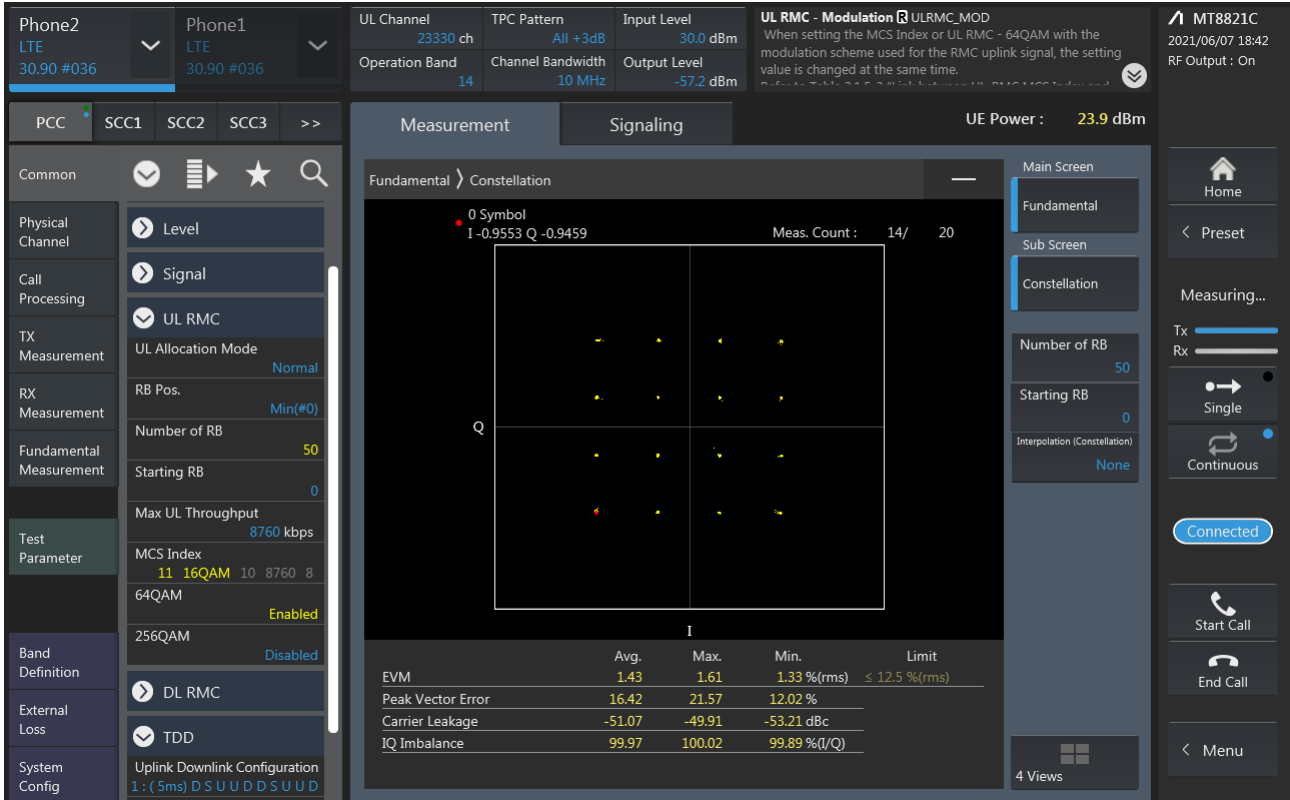 Phone2
LTE
30.90 #036
Phone1
LTE
30.90 #036
UL Channel
23330 ch
TPC Pattern
All +3dB
Input Level
30.0 dBm
Operation Band
14
Channel Bandwidth
10 MHz
Output Level
-57.2 dBm
UL RMC - Modulation R ULRMC_MOD
When setting the MCS Index or UL RMC - 64QAM with the
modulation scheme used for the RMC uplink signal, the setting
value is changed at the same time.
MT8821C
2021/06/07 18:42
RF Output : On
PCC
SCC1
SCC2
SCC3
>>
Measurement
Signaling
UE Power : 23.9 dBm
Common
Physical
Channel
Call
Processing
TX
Measurement
RX
Measurement
Fundamental
Measurement
Test
Parameter
Band
Definition
External
Loss
System
Config
Level
Signal
UL RMC
UL Allocation Mode
Normal
RB Pos.
Min(#0)
Number of RB
50
Starting RB
0
Max UL Throughput
8760 kbps
MCS Index
11 16QAM 10 8760 8
64QAM
Enabled
256QAM
Disabled
DL RMC
TDD
Uplink Downlink Configuration
1 : ( 5ms) D S U U D D S U U D
Fundamental 〉 Constellation
0 Symbol
I -0.9553 Q -0.9459
Meas. Count : 14/ 20
Q
I
Avg. Max. Min. Limit
EVM 1.43 1.61 1.33 %(rms) ≤ 12.5 %(rms)
Peak Vector Error 16.42 21.57 12.02 %
Carrier Leakage -51.07 -49.91 -53.21 dBc
IQ Imbalance 99.97 100.02 99.89 %(I/Q)
Main Screen
Fundamental
Sub Screen
Constellation
Number of RB
50
Starting RB
0
Interpolation (Constellation)
None
4 Views
Home
< Preset
Measuring...
Tx
Rx
Single
Continuous
Connected
Start Call
End Call
< Menu